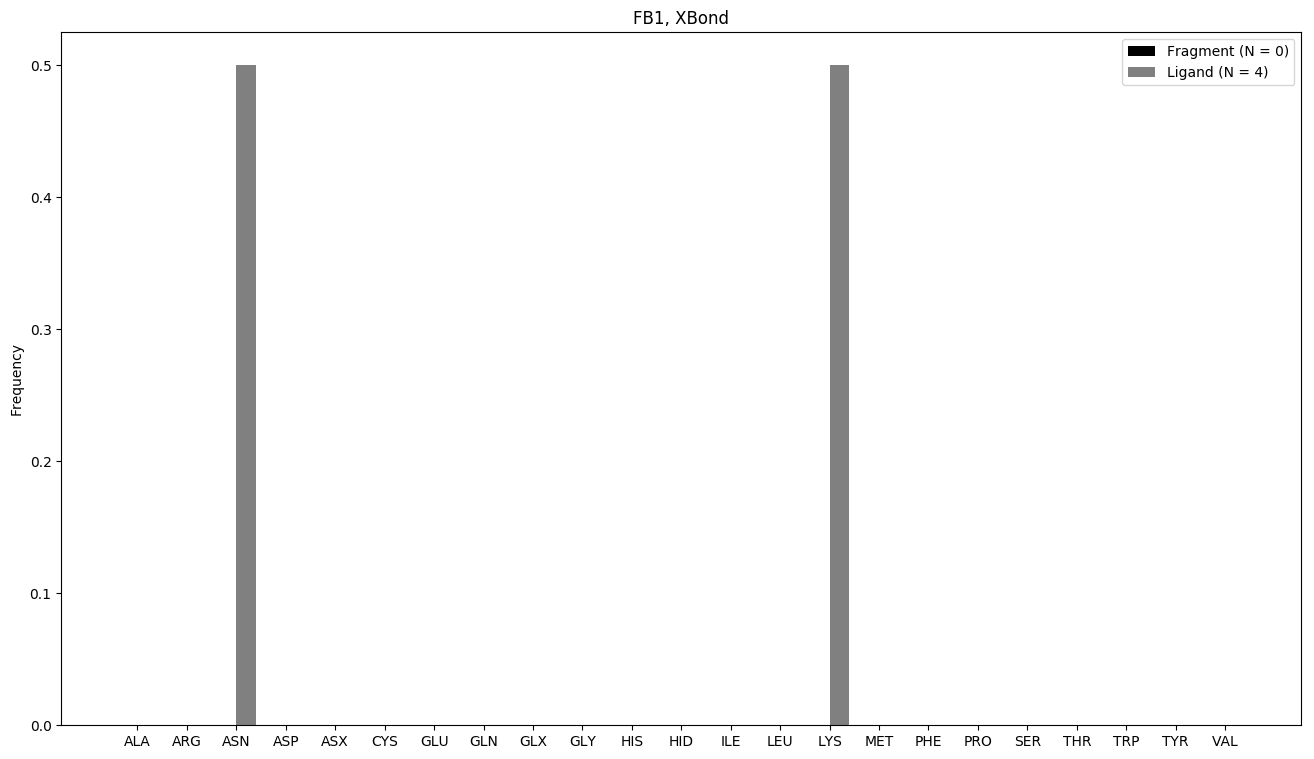 FB1, XBond
Fragment (N = 0)
Ligand (N = 4)
Frequency
0.5
0.4
0.3
0.2
0.1
0.0
ALA ARG ASN ASP ASX CYS GLU GLN GLX GLY HIS HID ILE LEU LYS MET PHE PRO SER THR TRP TYR VAL